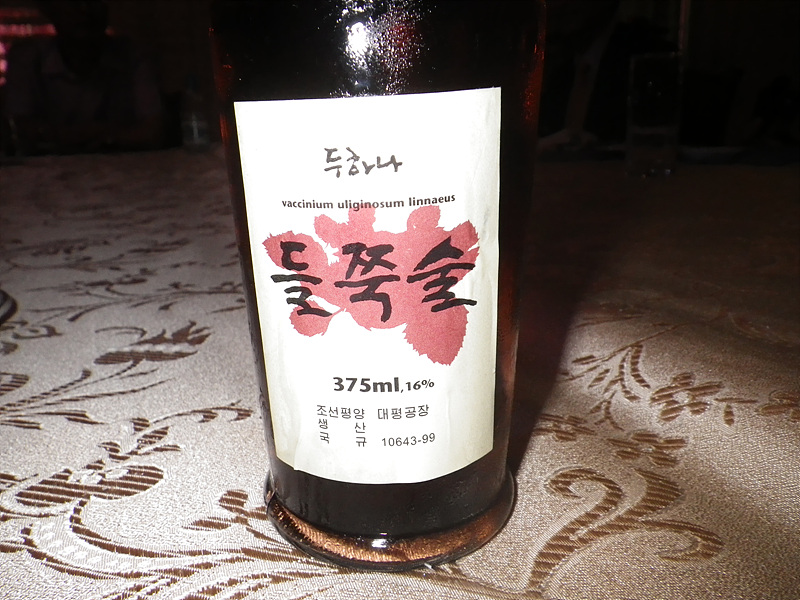 두하나
vaccinium uliginosum linnaeus
들쭉술
375ml,16%
조선평양 대평공장
생 산
국 규 10643-99